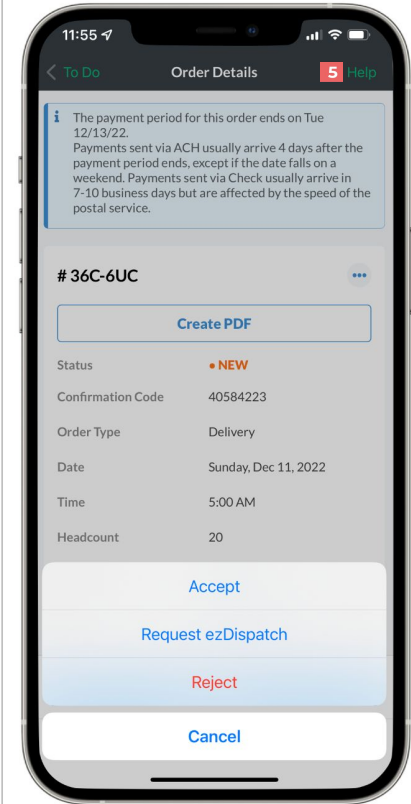 11:55
To Do Order Details 5 Help
i The payment period for this order ends on Tue
12/13/22.
Payments sent via ACH usually arrive 4 days after the
payment period ends, except if the date falls on a
weekend. Payments sent via Check usually arrive in
7-10 business days but are affected by the speed of the
postal service.
# 36C-6UC
Create PDF
Status • NEW
Confirmation Code 40584223
Order Type Delivery
Date Sunday, Dec 11, 2022
Time 5:00 AM
Headcount 20
Accept
Request ezDispatch
Reject
Cancel